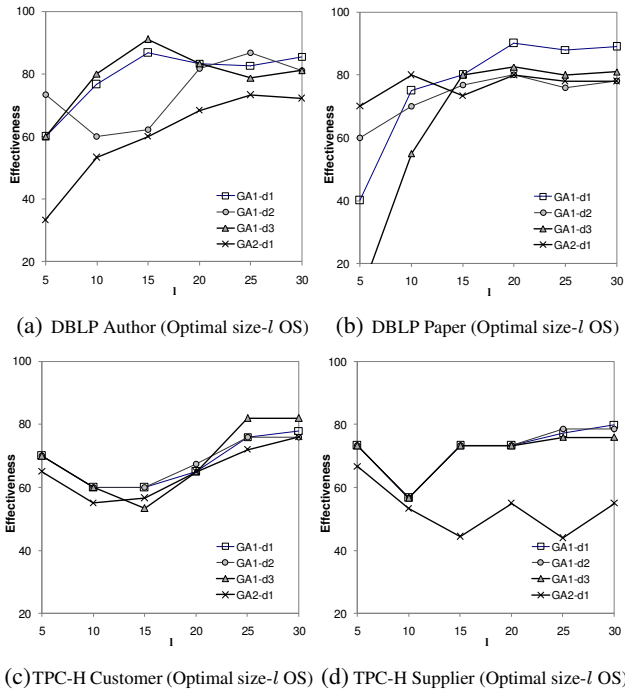 100
80
60
40
20
Effectiveness
5 10 15 20 25 30
l
GA1-d1
GA1-d2
GA1-d3
GA2-d1
(a) DBLP Author (Optimal size-l OS)
100
80
60
40
20
Effectiveness
5 10 15 20 25 30
l
GA1-d1
GA1-d2
GA1-d3
GA2-d1
(b) DBLP Paper (Optimal size-l OS)
100
80
60
40
20
Effectiveness
5 10 15 20 25 30
l
GA1-d1
GA1-d2
GA1-d3
GA2-d1
(c) TPC-H Customer (Optimal size-l OS)
100
80
60
40
20
Effectiveness
5 10 15 20 25 30
l
GA1-d1
GA1-d2
GA1-d3
GA2-d1
(d) TPC-H Supplier (Optimal size-l OS)